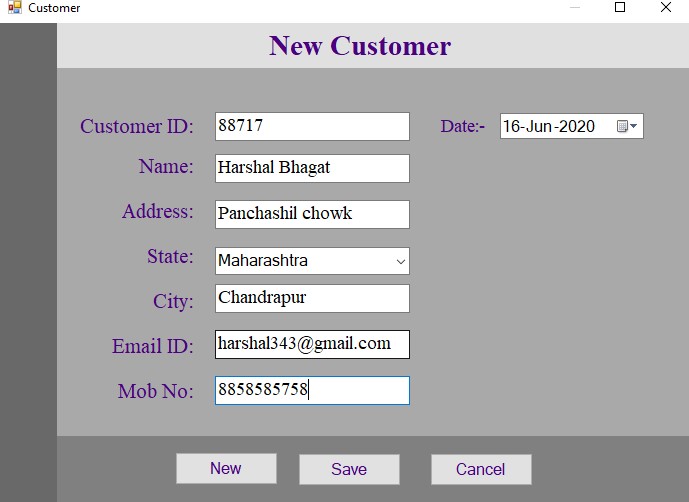 Customer
New Customer
Customer ID: 88717 Date:- 16-Jun-2020
Name: Harshal Bhagat
Address: Panchashil chowk
State: Maharashtra
City: Chandrapur
Email ID: harshal343@gmail.com
Mob No: 8858585758
New Save Cancel